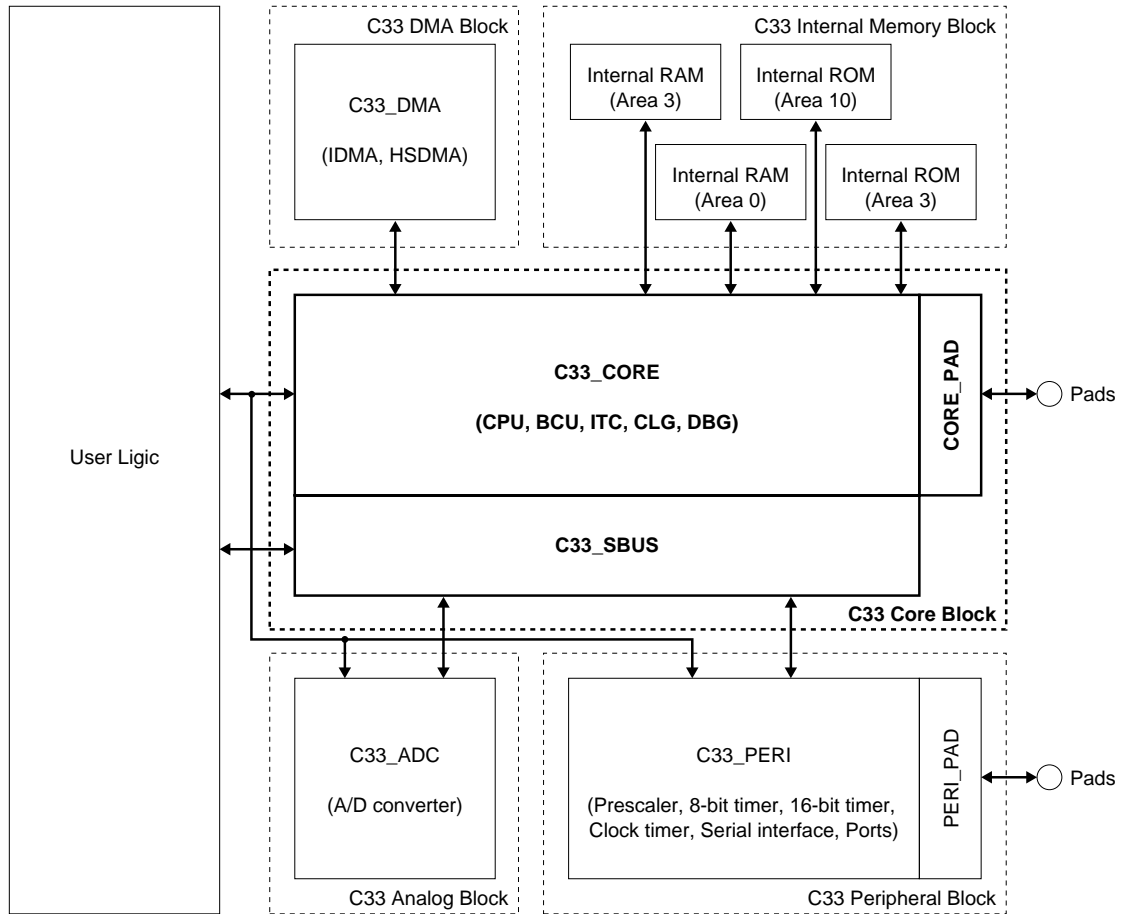 C33 DMA Block
C33_DMA
(IDMA, HSDMA)
C33 Internal Memory Block
Internal RAM
(Area 3)
Internal ROM
(Area 10)
Internal RAM
(Area 0)
Internal ROM
(Area 3)
User Ligic
C33_CORE
(CPU, BCU, ITC, CLG, DBG)
CORE_PAD
Pads
C33_SBUS
C33 Core Block
C33_ADC
(A/D converter)
C33 Analog Block
C33_PERI
(Prescaler, 8-bit timer, 16-bit timer,
Clock timer, Serial interface, Ports)
PERI_PAD
Pads
C33 Peripheral Block